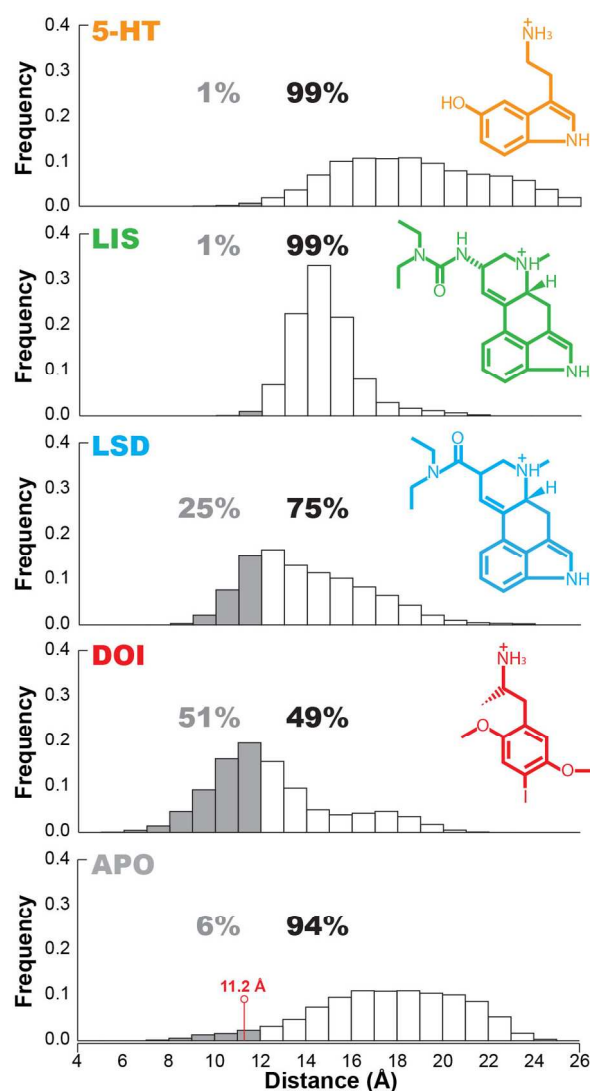 5-HT
0.4
0.3
0.2
0.1
0.0
Frequency
1% 99%
+
NH3
HO
NH
LIS
0.4
0.3
0.2
0.1
0.0
Frequency
1% 99%
N
O
H
N
+
NH
H
NH
LSD
0.4
0.3
0.2
0.1
0.0
Frequency
25% 75%
O
N
+
NH
H
NH
DOI
0.4
0.3
0.2
0.1
0.0
Frequency
51% 49%
+
NH3
O
O
I
APO
0.4
0.3
0.2
0.1
0.0
Frequency
6% 94%
11.2 Å
4 6 8 10 12 14 16 18 20 22 24 26
Distance (Å)